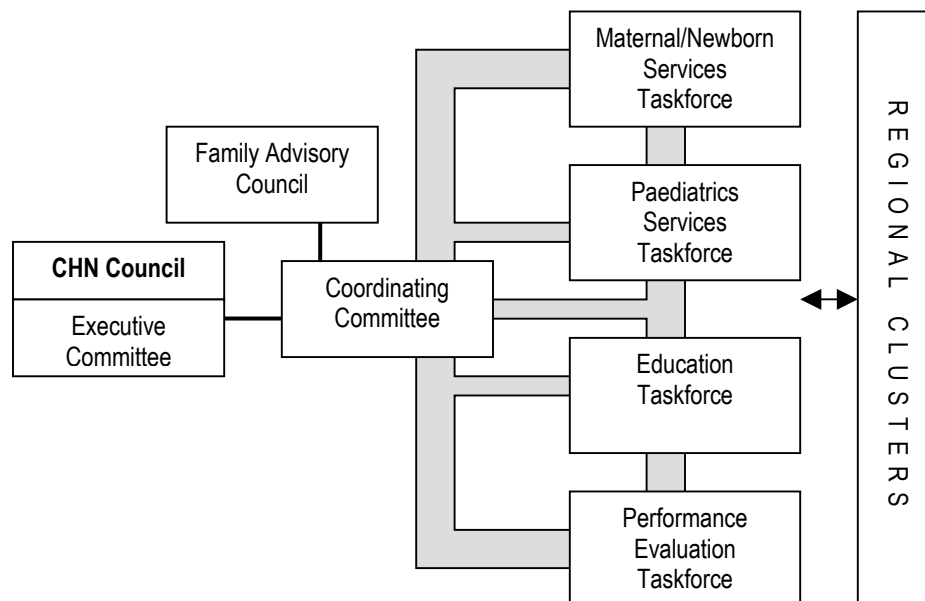 Maternal/Newborn
Services
Taskforce
Family Advisory
Council
Paediatrics
Services
Taskforce
CHN Council
Executive
Committee
Coordinating
Committee
Education
Taskforce
Performance
Evaluation
Taskforce
REGIONAL CLUSTERS